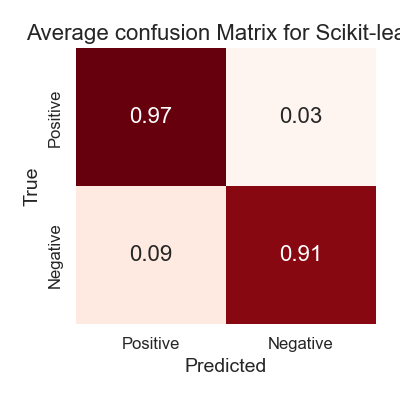 Average confusion Matrix for Scikit-lea
Positive
0.97
0.03
True
Negative
0.09
0.91
Positive
Negative
Predicted